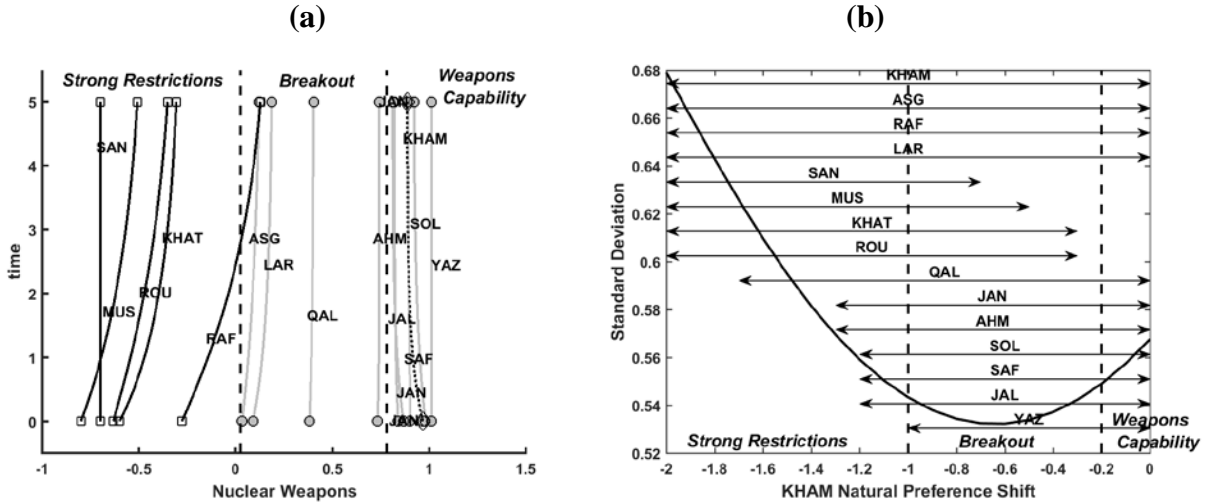 (a)
Strong Restrictions
Breakout
Weapons
Capability
5
4
3
2
1
0
time
JAN
SAN
KHAM
SOL
KHAT
ASG
AHM
LAR
YAZ
ROU
MUS
QAL
JAL
RAF
SAF
JAN
JAN
-1
-0.5
0
0.5
1
1.5
Nuclear Weapons
(b)
0.68
0.66
0.64
0.62
0.6
0.58
0.56
0.54
0.52
Standard Deviation
KHAM
ASG
RAF
LAR
SAN
MUS
KHAT
ROU
QAL
JAN
AHM
SOL
SAF
JAL
YAZ
Strong Restrictions
Breakout
Weapons
Capability
-2
-1.8
-1.6
-1.4
-1.2
-1
-0.8
-0.6
-0.4
-0.2
0
KHAM Natural Preference Shift